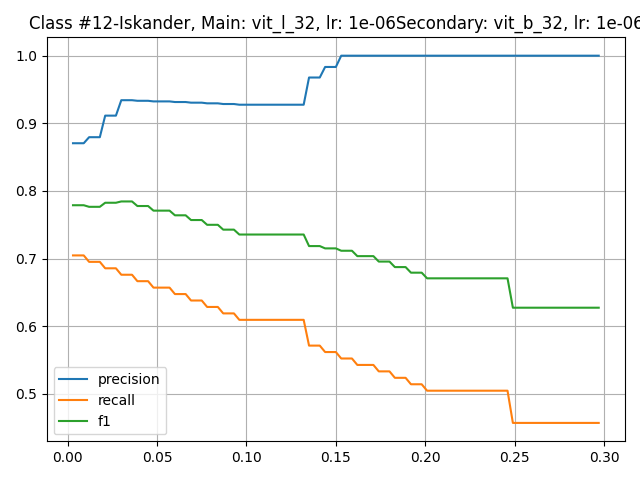 Class #12-Iskander, Main: vit_l_32, lr: 1e-06Secondary: vit_b_32, lr: 1e-06
1.0
0.9
0.8
0.7
0.6
0.5
precision
recall
f1
0.00 0.05 0.10 0.15 0.20 0.25 0.30